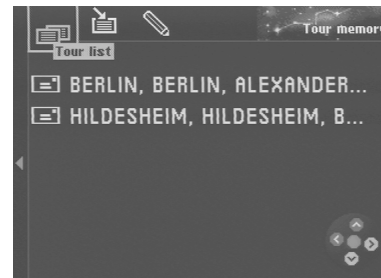 Tour memor
Tour list
BERLIN, BERLIN, ALEXANDER...
HILDESHEIM, HILDESHEIM, B...